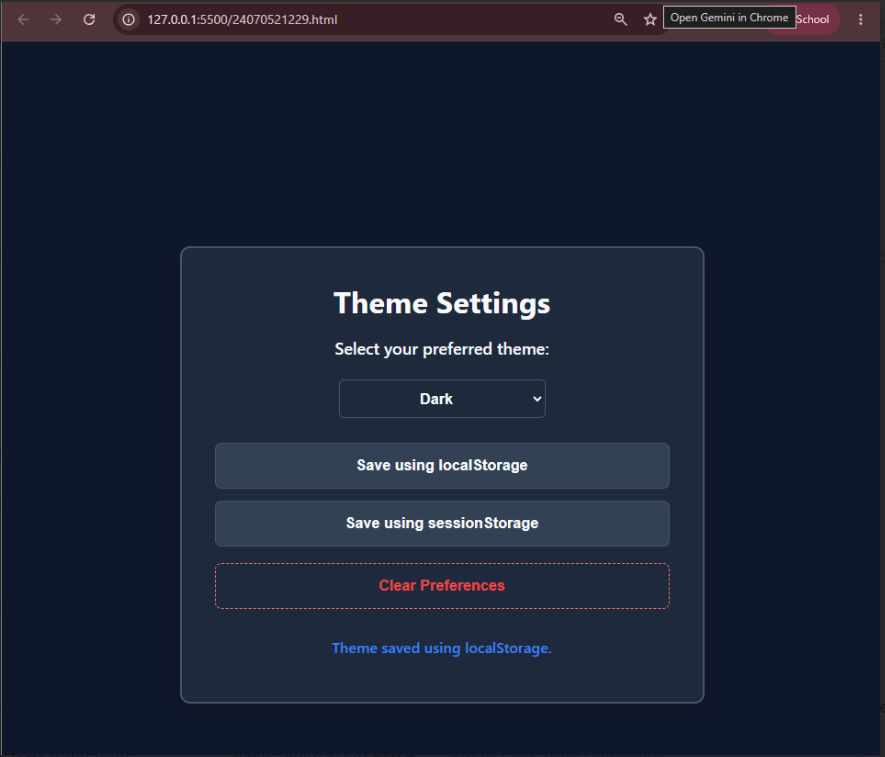 127.0.0.1:5500/24070521229.html
Open Gemini in Chrome
School
Theme Settings
Select your preferred theme:
Dark
Save using localStorage
Save using sessionStorage
Clear Preferences
Theme saved using localStorage.